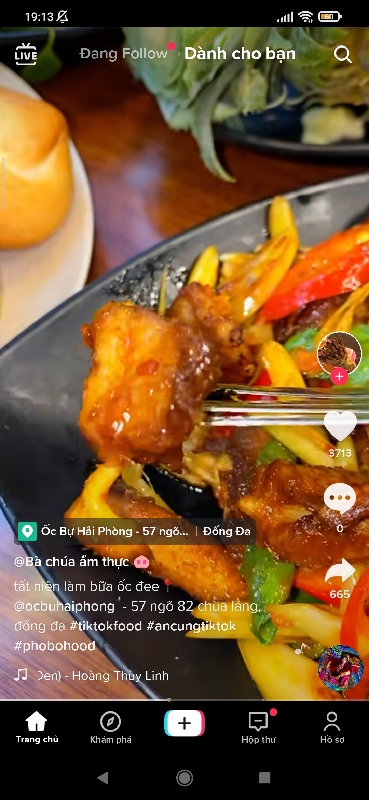 19:13
60
LIVE
Đang Follow Dành cho bạn
3713
0
665
Ốc Bự Hải Phòng - 57 ngõ... | Đống Đa
@Bà chúa ẩm thực 🐽
tất niên làm bữa ốc đee 📍
@ocbuhaiphong - 57 ngõ 82 chùa láng,
đống đa #tiktokfood #ancungtiktok
#phobohood
Đen) - Hoàng Thùy Linh
Trang chủ
Khám phá
Hộp thư
Hồ sơ